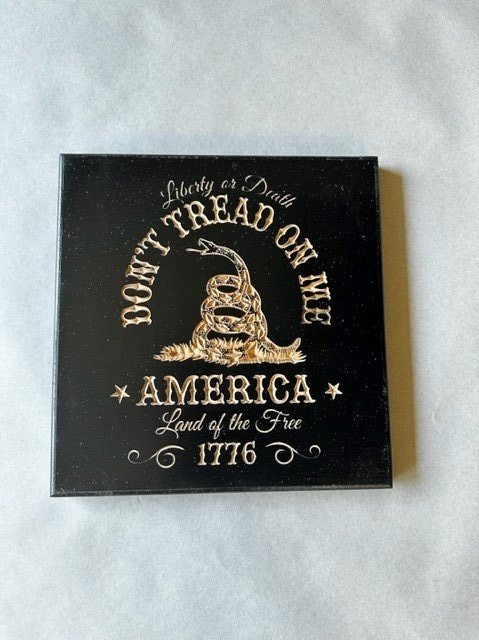 Liberty or Death
DON'T TREAD ON ME
AMERICA
Land of the Free
1776